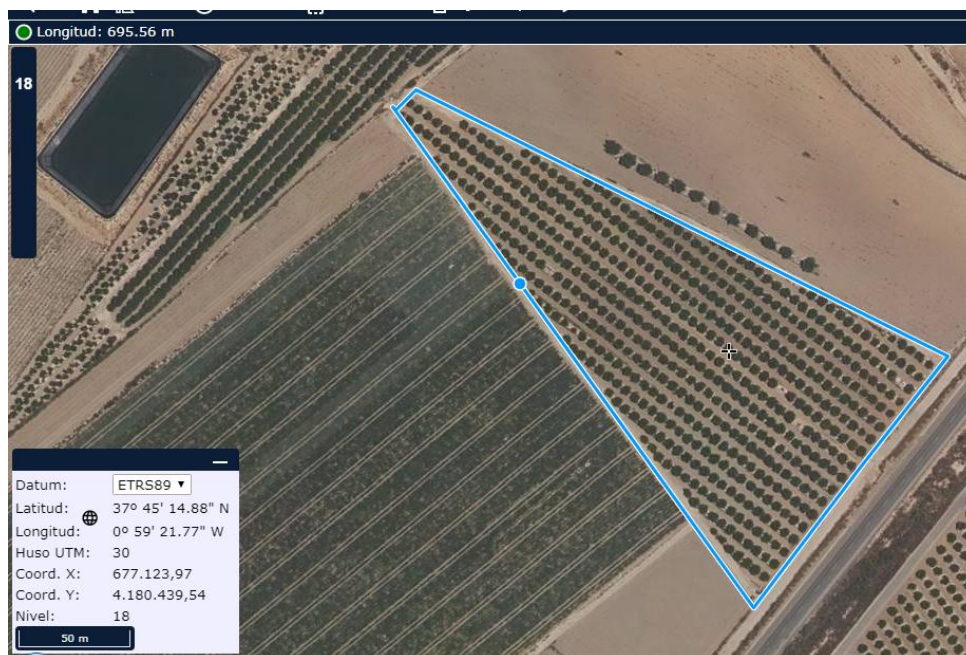 Longitud: 695.56 m
18
Datum: ETRS89 ▼
Latitud: 37º 45' 14.88" N
Longitud: 0º 59' 21.77" W
Huso UTM: 30
Coord. X: 677.123,97
Coord. Y: 4.180.439,54
Nivel: 18
50 m